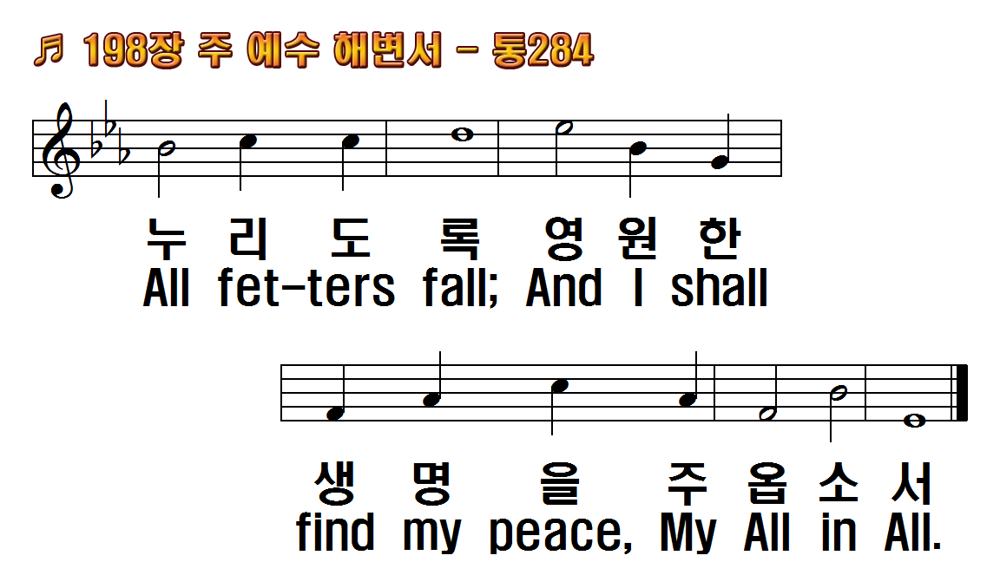 ♬ 198장 주 예수 해변서 - 통284
누 리 도 록 영 원 한
All fet-ters fall; And I shall
생 명 을 주 옵 소 서
find my peace, My All in All.